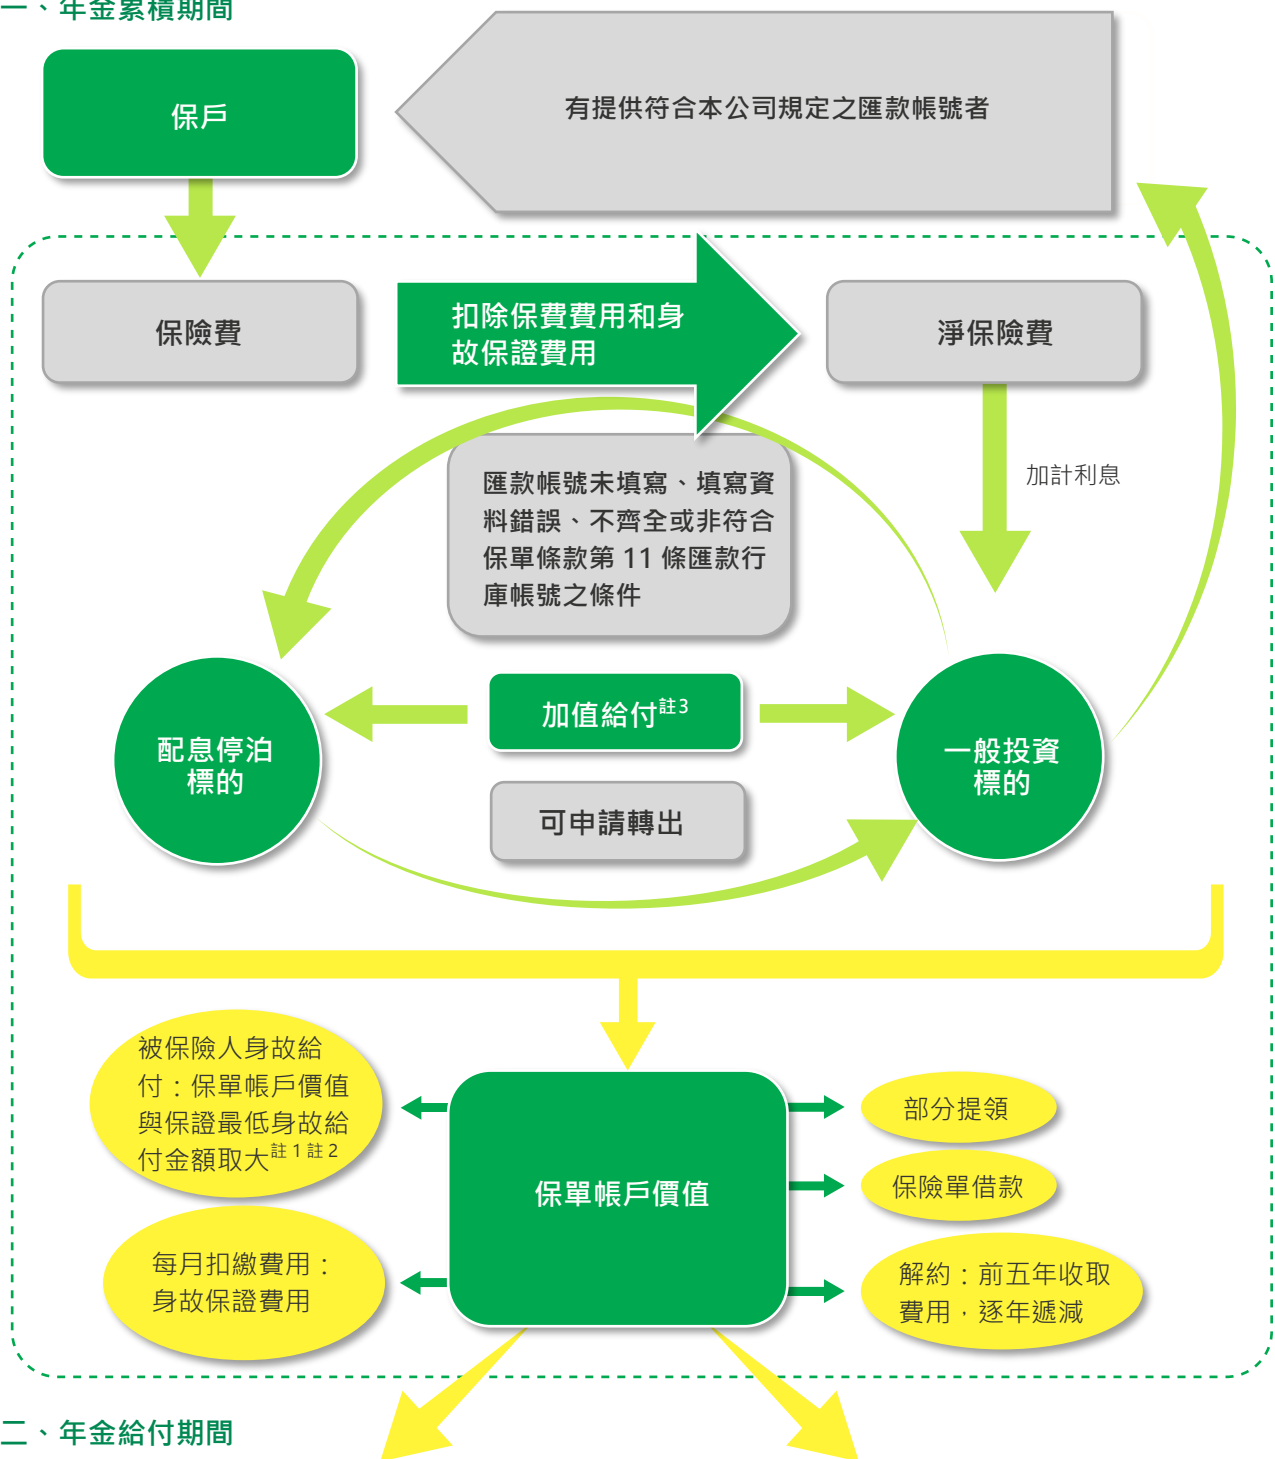 一、年金累積期間
保戶
有提供符合本公司規定之匯款帳號者
保險費
扣除保費費用和身
故保證費用
淨保險費
加計利息
匯款帳號未填寫、填寫資
料錯誤、不齊全或非符合
保單條款第 11 條匯款行
庫帳號之條件
加值給付註3
配息停泊
標的
一般投資
標的
可申請轉出
被保險人身故給
付：保單帳戶價值
與保證最低身故給
付金額取大註1註2
每月扣繳費用：
身故保證費用
保單帳戶價值
部分提領
保險單借款
解約：前五年收取
費用，逐年遞減
二、年金給付期間